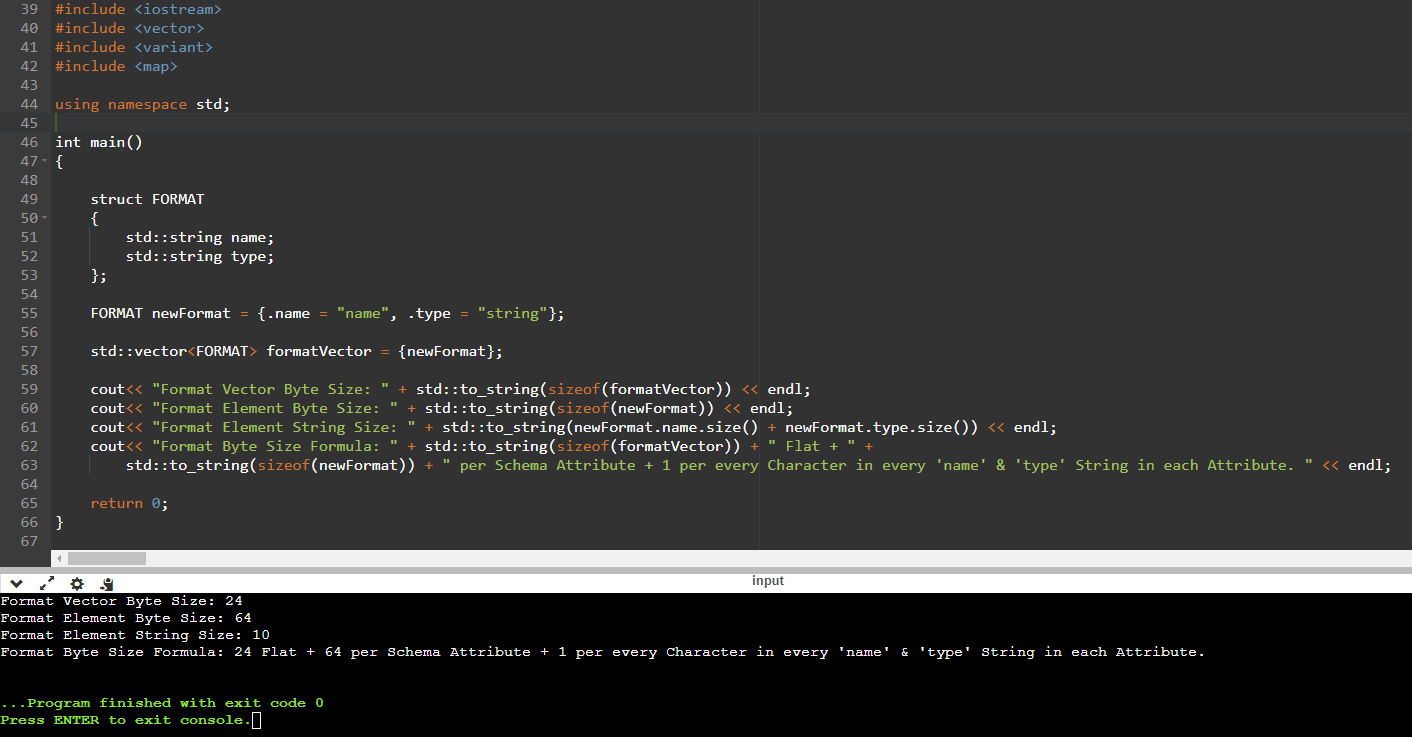 39 #include <iostream>
40 #include <vector>
41 #include <variant>
42 #include <map>
43
44 using namespace std;
45
46 int main()
47 {
48
49     struct FORMAT
50     {
51         std::string name;
52         std::string type;
53     };
54
55     FORMAT newFormat = {.name = "name", .type = "string"};
56
57     std::vector<FORMAT> formatVector = {newFormat};
58
59     cout<< "Format Vector Byte Size: " + std::to_string(sizeof(formatVector)) << endl;
60     cout<< "Format Element Byte Size: " + std::to_string(sizeof(newFormat)) << endl;
61     cout<< "Format Element String Size: " + std::to_string(newFormat.name.size() + newFormat.type.size()) << endl;
62     cout<< "Format Byte Size Formula: " + std::to_string(sizeof(formatVector)) + " Flat + " +
63         std::to_string(sizeof(newFormat)) + " per Schema Attribute + 1 per every Character in every 'name' & 'type' String in each Attribute. " << endl;
64
65     return 0;
66 }
67
input
Format Vector Byte Size: 24
Format Element Byte Size: 64
Format Element String Size: 10
Format Byte Size Formula: 24 Flat + 64 per Schema Attribute + 1 per every Character in every 'name' & 'type' String in each Attribute.
...Program finished with exit code 0
Press ENTER to exit console.